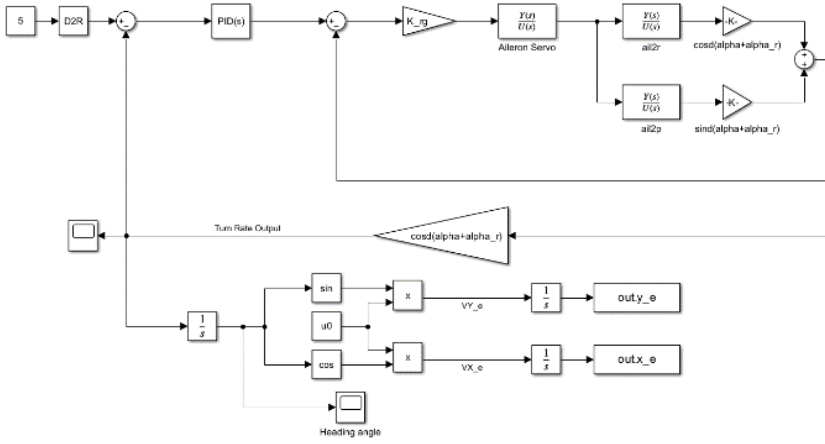 5
D2R
PID(s)
K_rg
Y(s)
U(s)
Aileron Servo
Y(s)
U(s)
ail2r
-K-
cosd(alpha+alpha_r)
Y(s)
U(s)
ail2p
-K-
sind(alpha+alpha_r)
Turn Rate Output
cosd(alpha+alpha_r)
1
s
sin
u0
cos
x
x
VY_e
VX_e
1
s
1
s
out.y_e
out.x_e
Heading angle